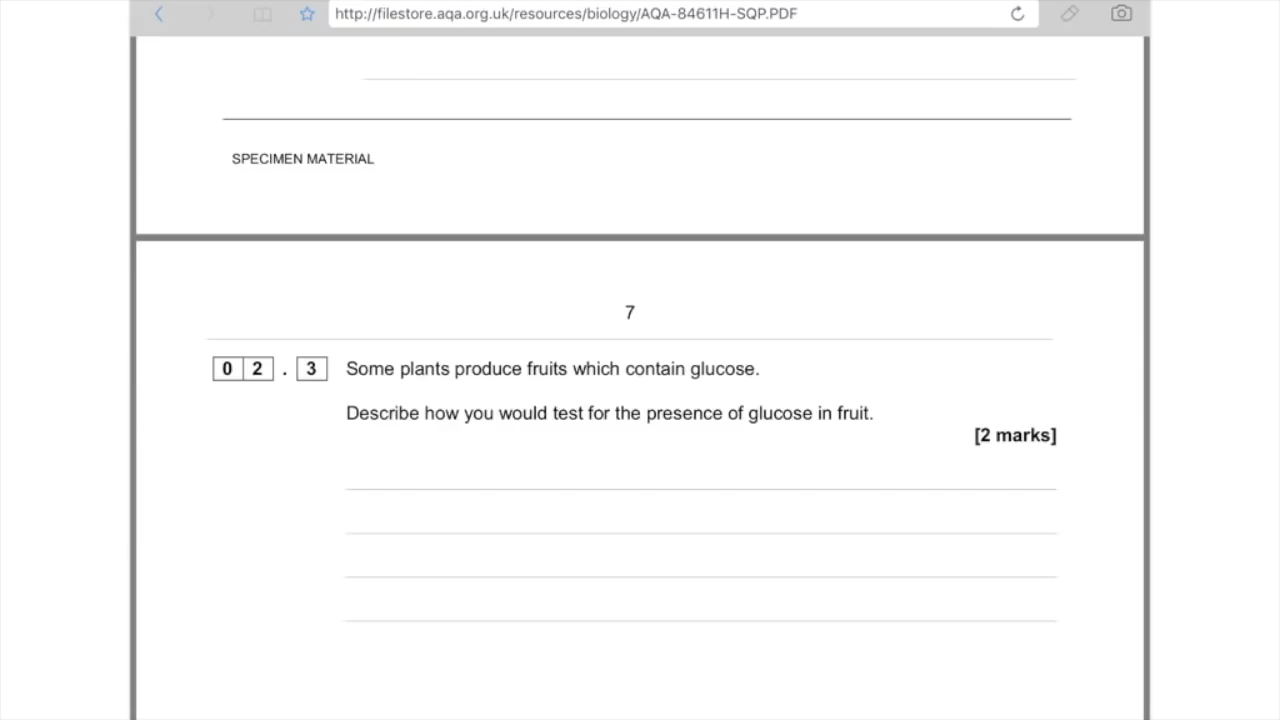 http://filestore.aqa.org.uk/resources/biology/AQA-84611H-SQP.PDF
SPECIMEN MATERIAL
7
0 2 . 3 Some plants produce fruits which contain glucose.
Describe how you would test for the presence of glucose in fruit.
[2 marks]